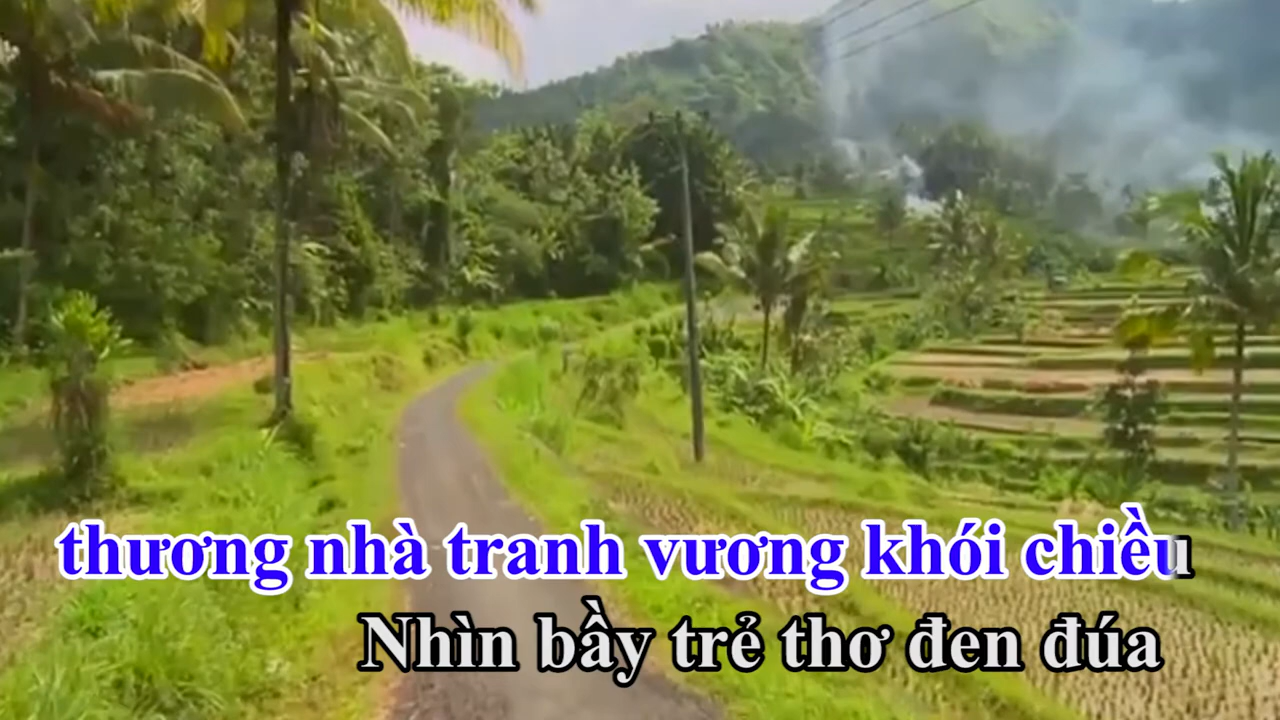 thương nhà tranh vương khói chiều
Nhìn bầy trẻ thơ đen đúa